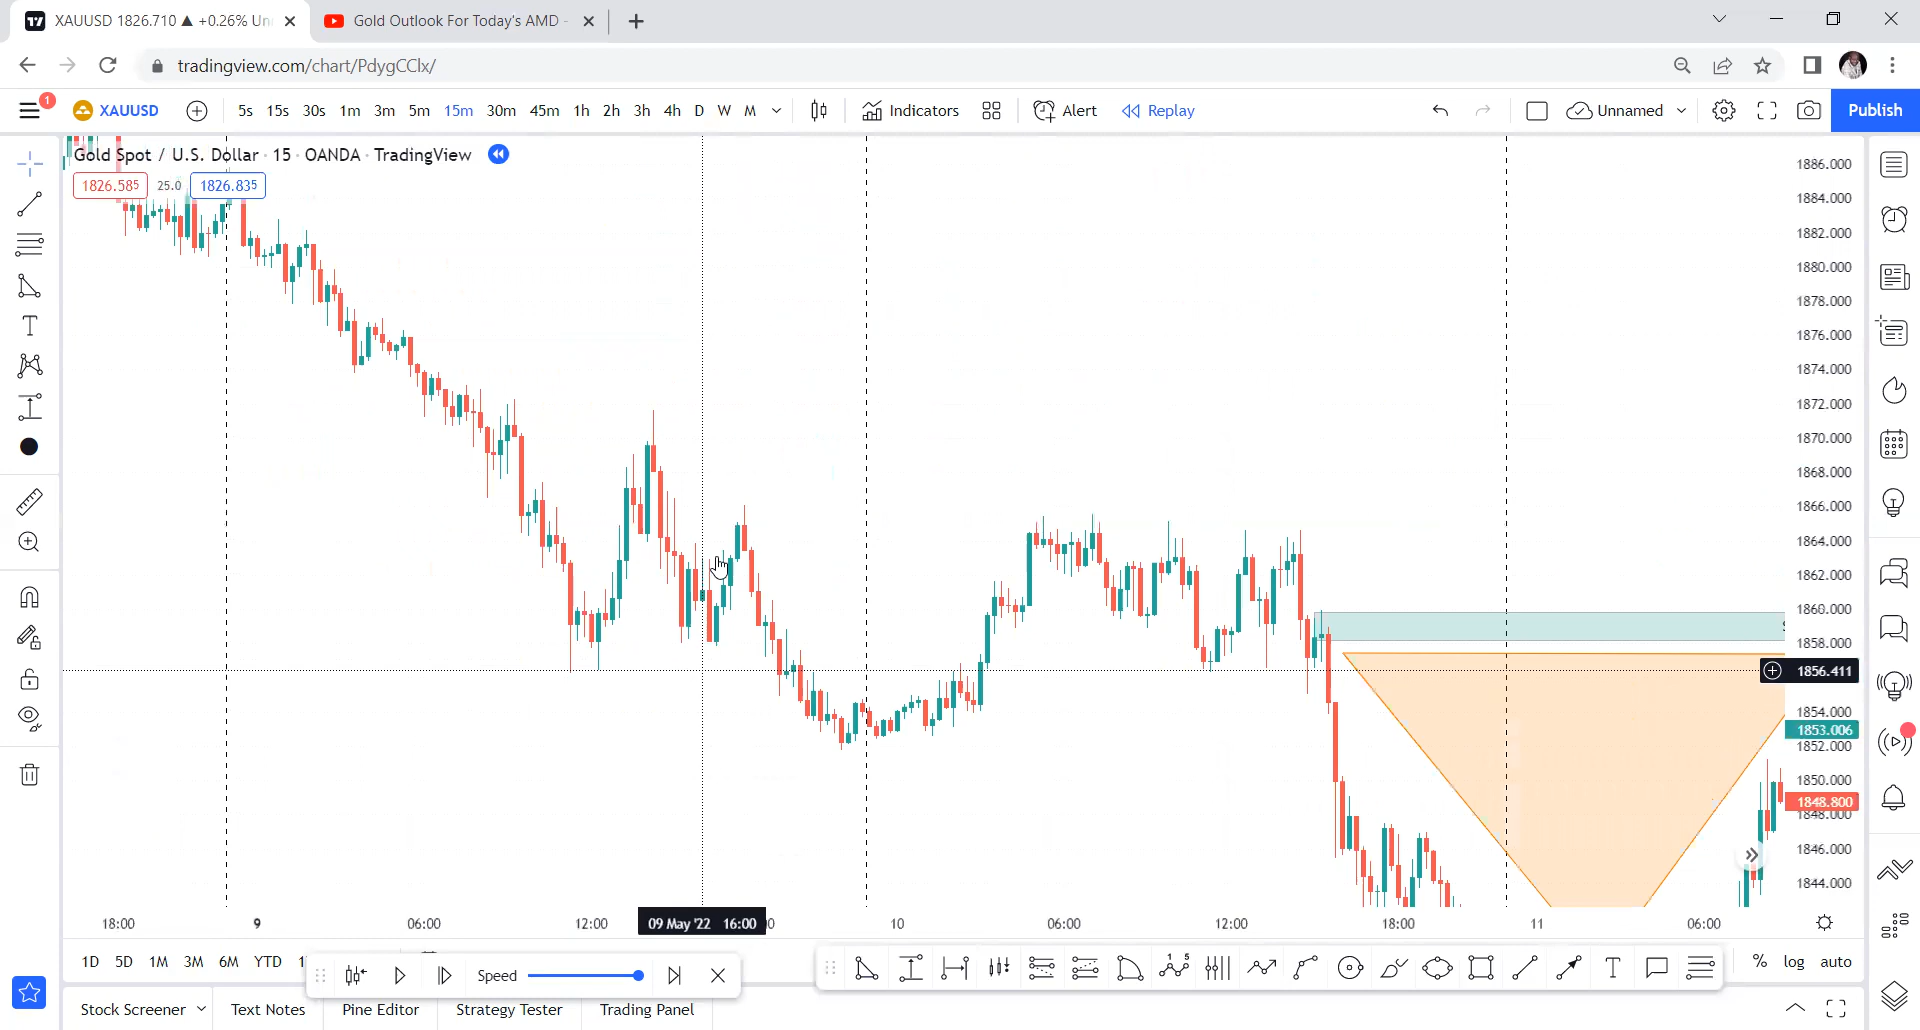 XAUUSD 1826.710 ▲ +0.26% Un
Gold Outlook For Today's AMD -
tradingview.com/chart/PdygCClx/
1
XAUUSD
5s 15s 30s 1m 3m 5m 15m 30m 45m 1h 2h 3h 4h D W M
Indicators
Alert
Replay
Unnamed
Publish
Gold Spot / U.S. Dollar · 15 · OANDA · TradingView
1826.585 25.0 1826.835
1886.000
1884.000
1882.000
1880.000
1878.000
1876.000
1874.000
1872.000
1870.000
1868.000
1866.000
1864.000
1862.000
1860.000
1858.000
1856.411
1854.000
1853.006
1852.000
1850.000
1848.800
1848.000
1846.000
1844.000
18:00 9 06:00 12:00 09 May '22 16:00 10 06:00 12:00 18:00 11 06:00
1D 5D 1M 3M 6M YTD
Speed
% log auto
Stock Screener Text Notes Pine Editor Strategy Tester Trading Panel